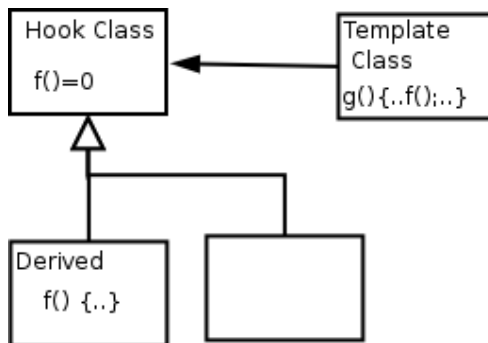 Hook Class
f()=0
Template
Class
g(){..f();..}
Derived
f() {..}